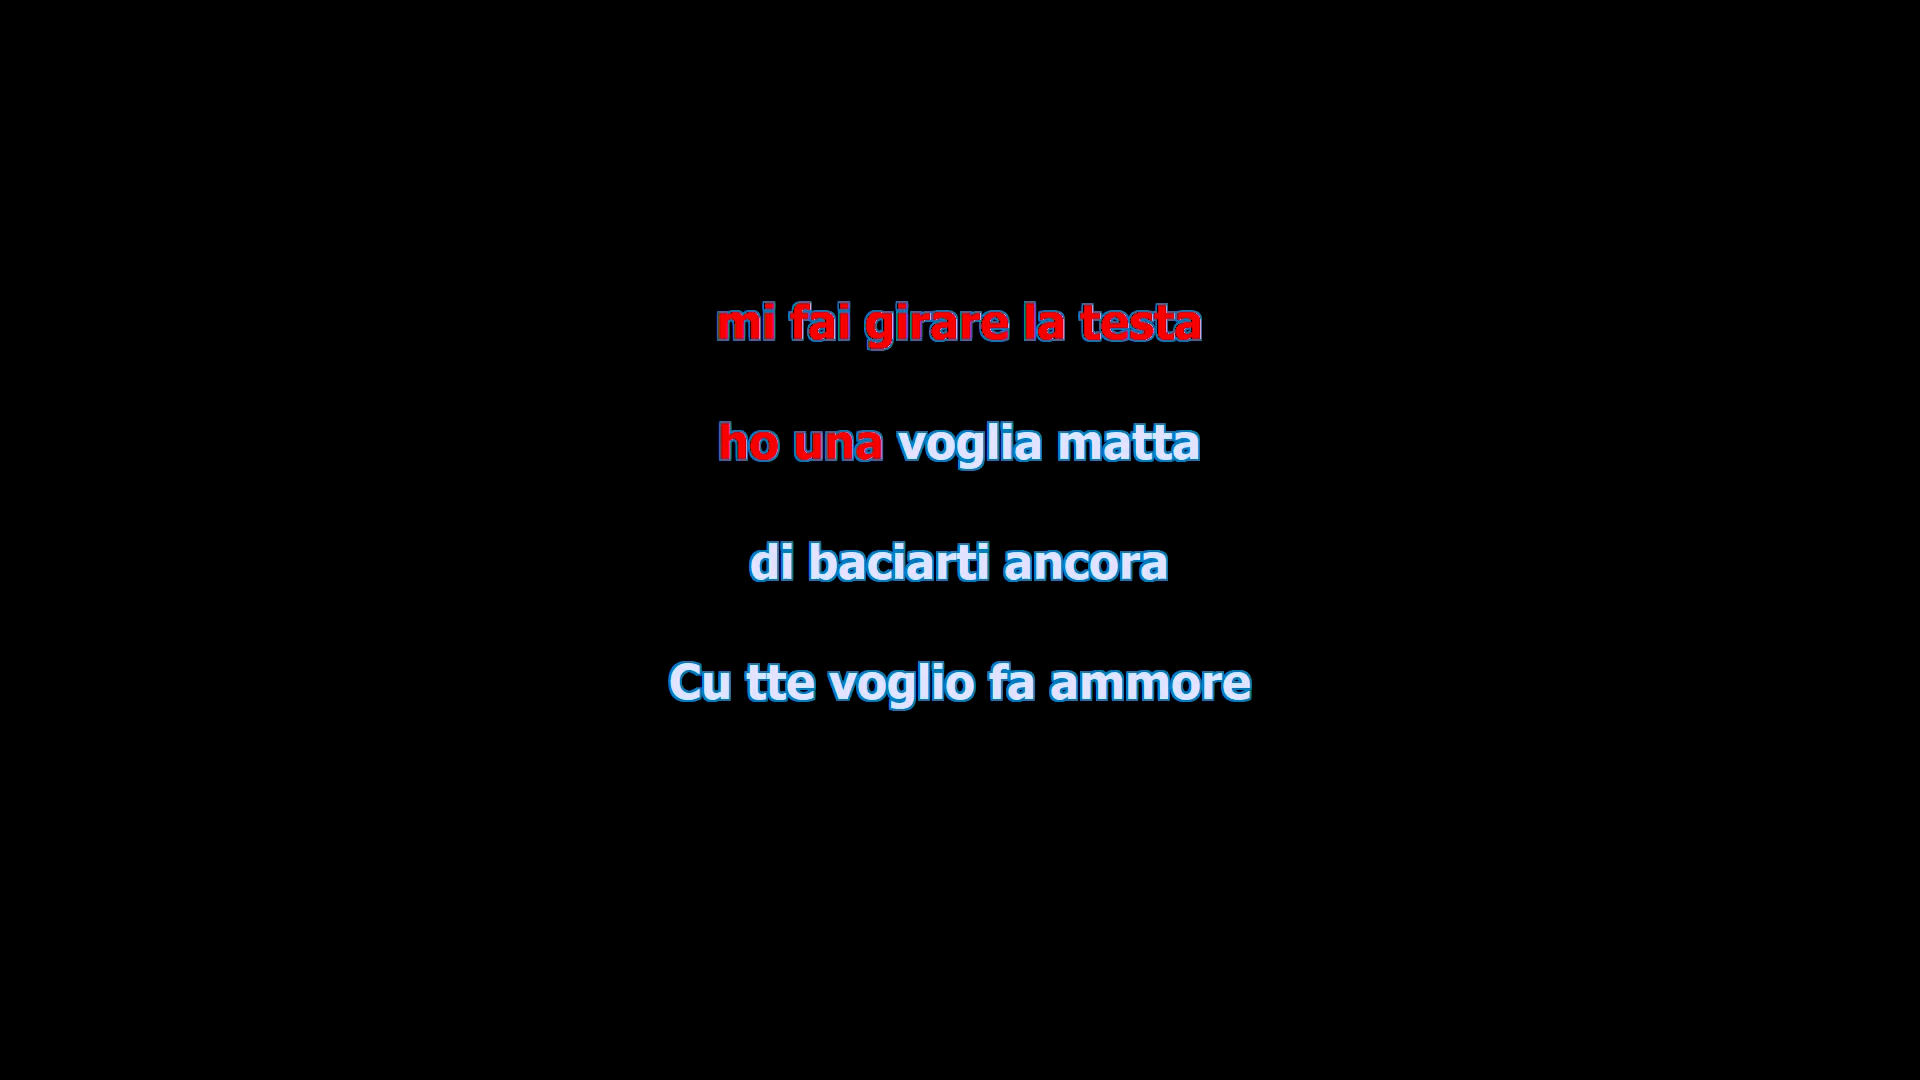 mi fai girare la testa
ho una voglia matta
di baciarti ancora
Cu tte voglio fa ammore